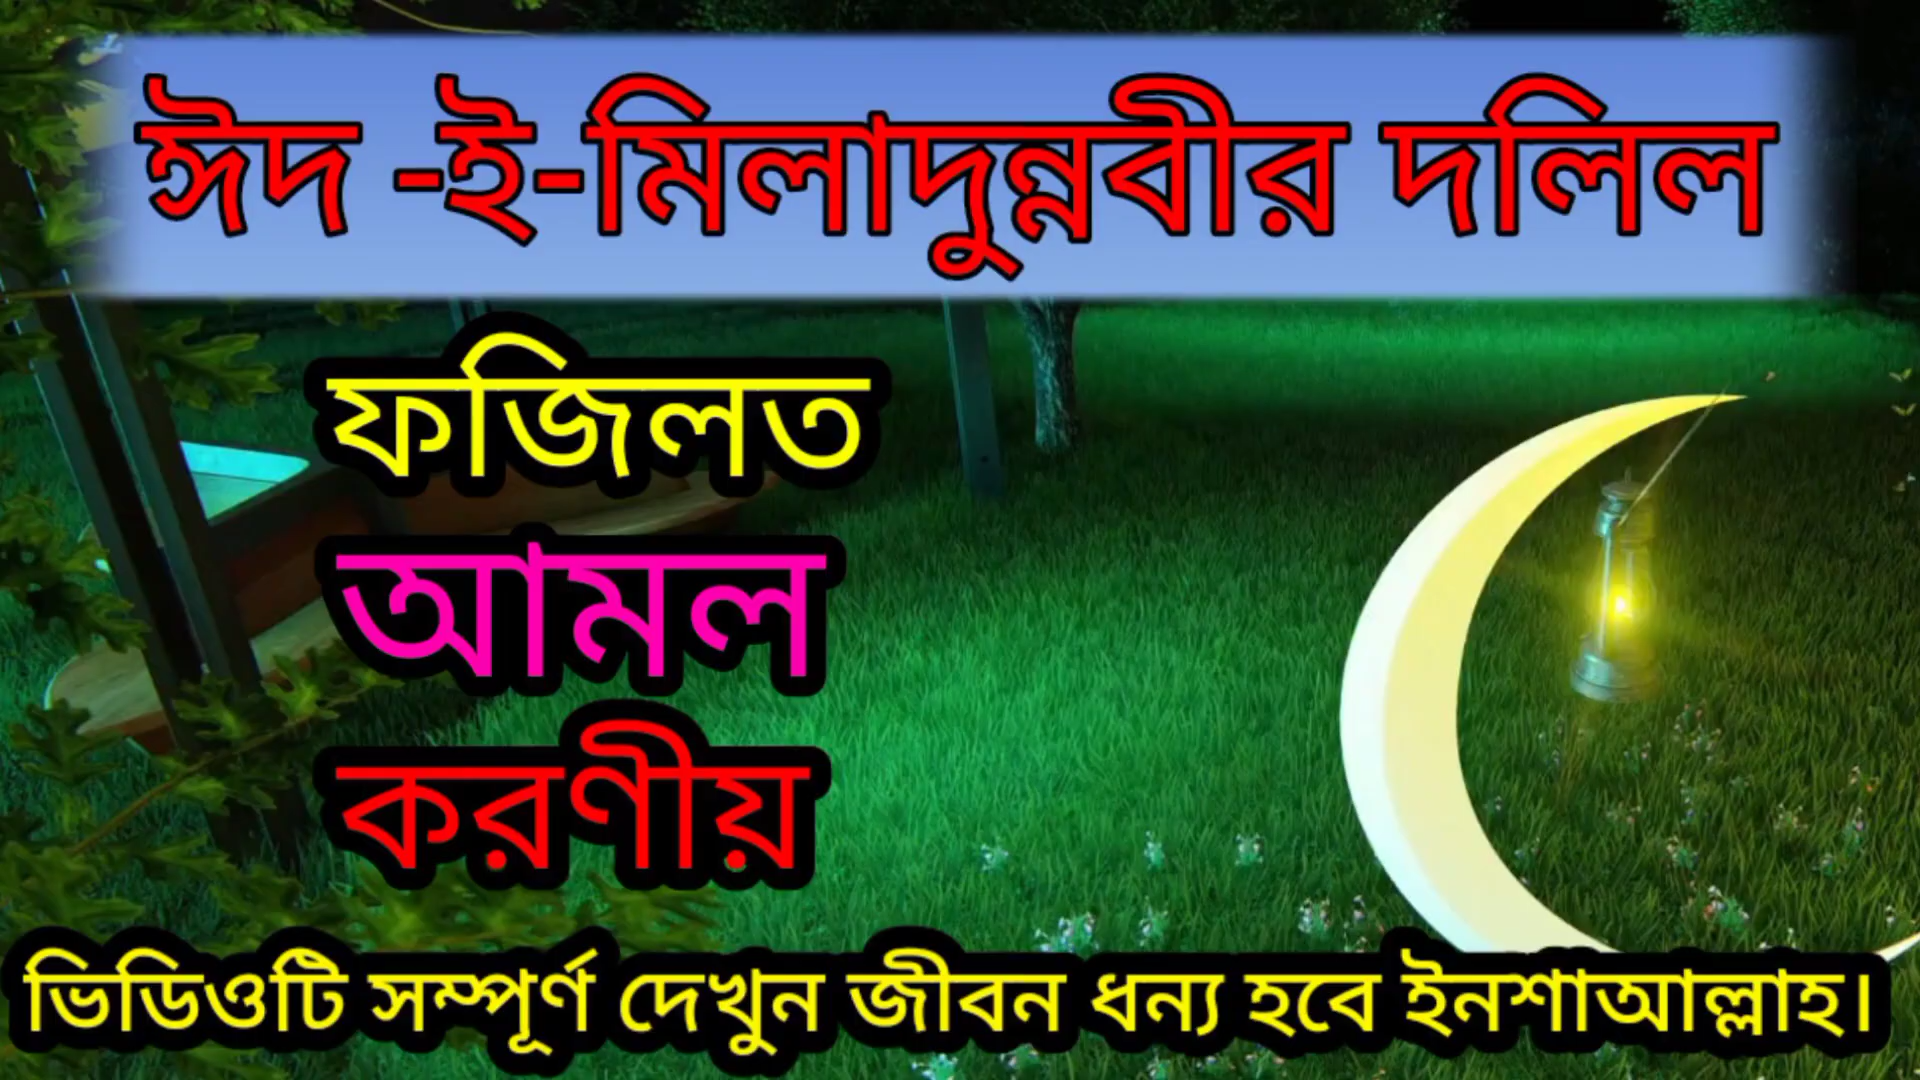 ঈদ -ই-মিলাদুন্নবীর দলিল
ফজিলত
আমল
করণীয়
ভিডিওটি সম্পূর্ণ দেখুন জীবন ধন্য হবে ইনশাআল্লাহ।